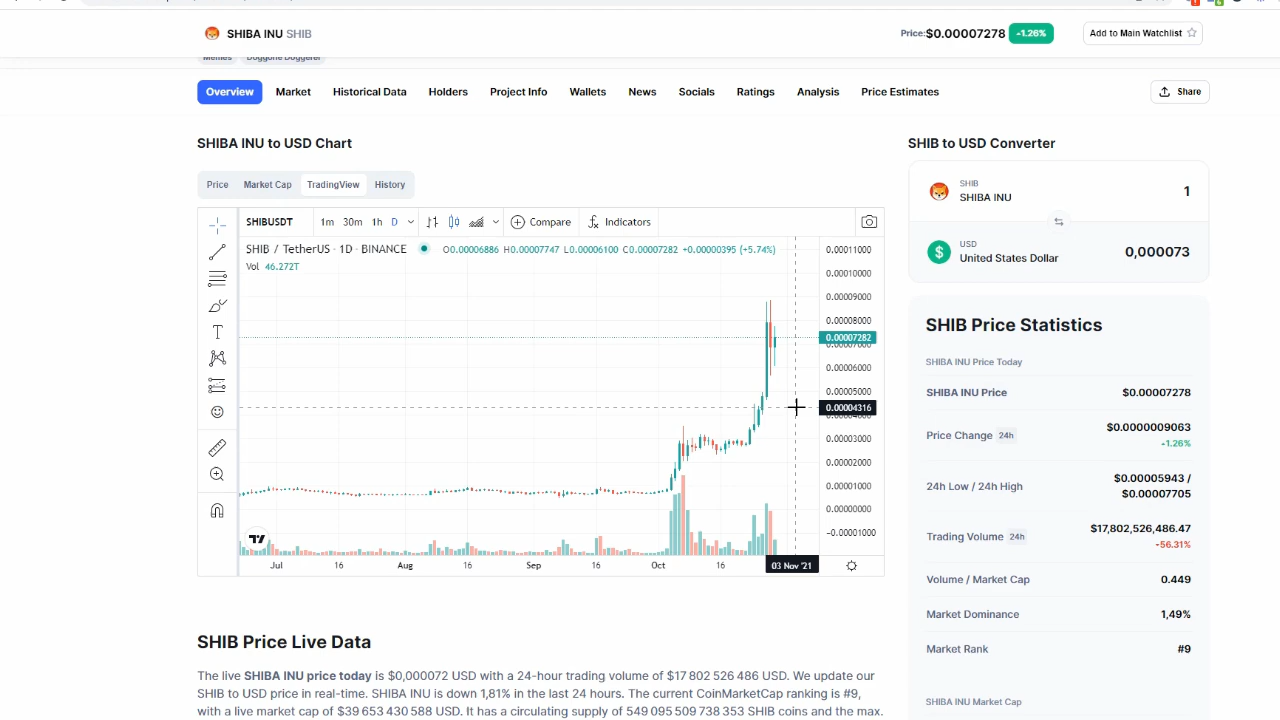 SHIBA INU SHIB
Price:$0.00007278 -1.26% Add to Main Watchlist
Memes Doggone Doggerel
Overview Market Historical Data Holders Project Info Wallets News Socials Ratings Analysis Price Estimates Share
SHIBA INU to USD Chart
Price Market Cap TradingView History
SHIBUSDT 1m 30m 1h D Compare Indicators
SHIB / TetherUS · 1D · BINANCE O0.00006886 H0.00007747 L0.00006100 C0.00007282 +0.00000395 (+5.74%)
Vol 46.272T
0.00011000
0.00010000
0.00009000
0.00008000
0.00007282
0.00007000
0.00006000
0.00005000
0.00004316
0.00003000
0.00002000
0.00001000
0.00000000
-0.00001000
Jul 16 Aug 16 Sep 16 Oct 16 03 Nov '21
SHIB Price Live Data
The live SHIBA INU price today is $0,000072 USD with a 24-hour trading volume of $17 802 526 486 USD. We update our
SHIB to USD price in real-time. SHIBA INU is down 1,81% in the last 24 hours. The current CoinMarketCap ranking is #9,
with a live market cap of $39 653 430 588 USD. It has a circulating supply of 549 095 509 738 353 SHIB coins and the max.
SHIB to USD Converter
SHIB
SHIBA INU
1
USD
United States Dollar
0,000073
SHIB Price Statistics
SHIBA INU Price Today
SHIBA INU Price $0.00007278
Price Change 24h $0.0000009063
-1.26%
24h Low / 24h High $0.00005943 /
$0.00007705
Trading Volume 24h $17,802,526,486.47
-56.31%
Volume / Market Cap 0.449
Market Dominance 1,49%
Market Rank #9
SHIBA INU Market Cap